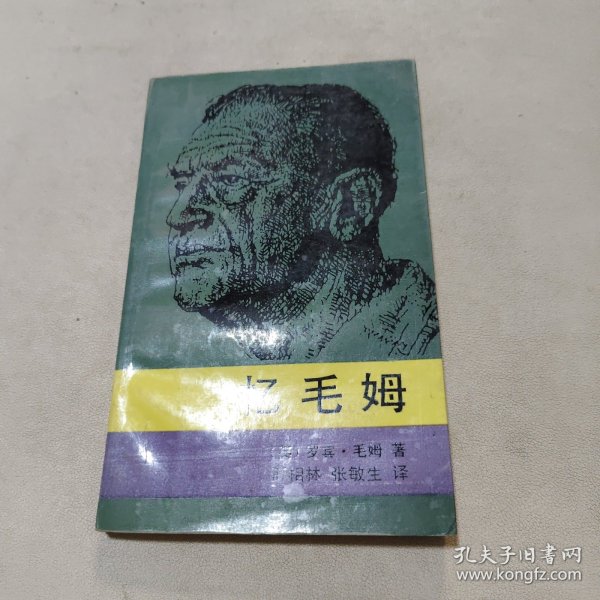 忆毛姆
罗宾·毛姆 著
张敏生 译
孔夫子旧书网
www.kongfz.com